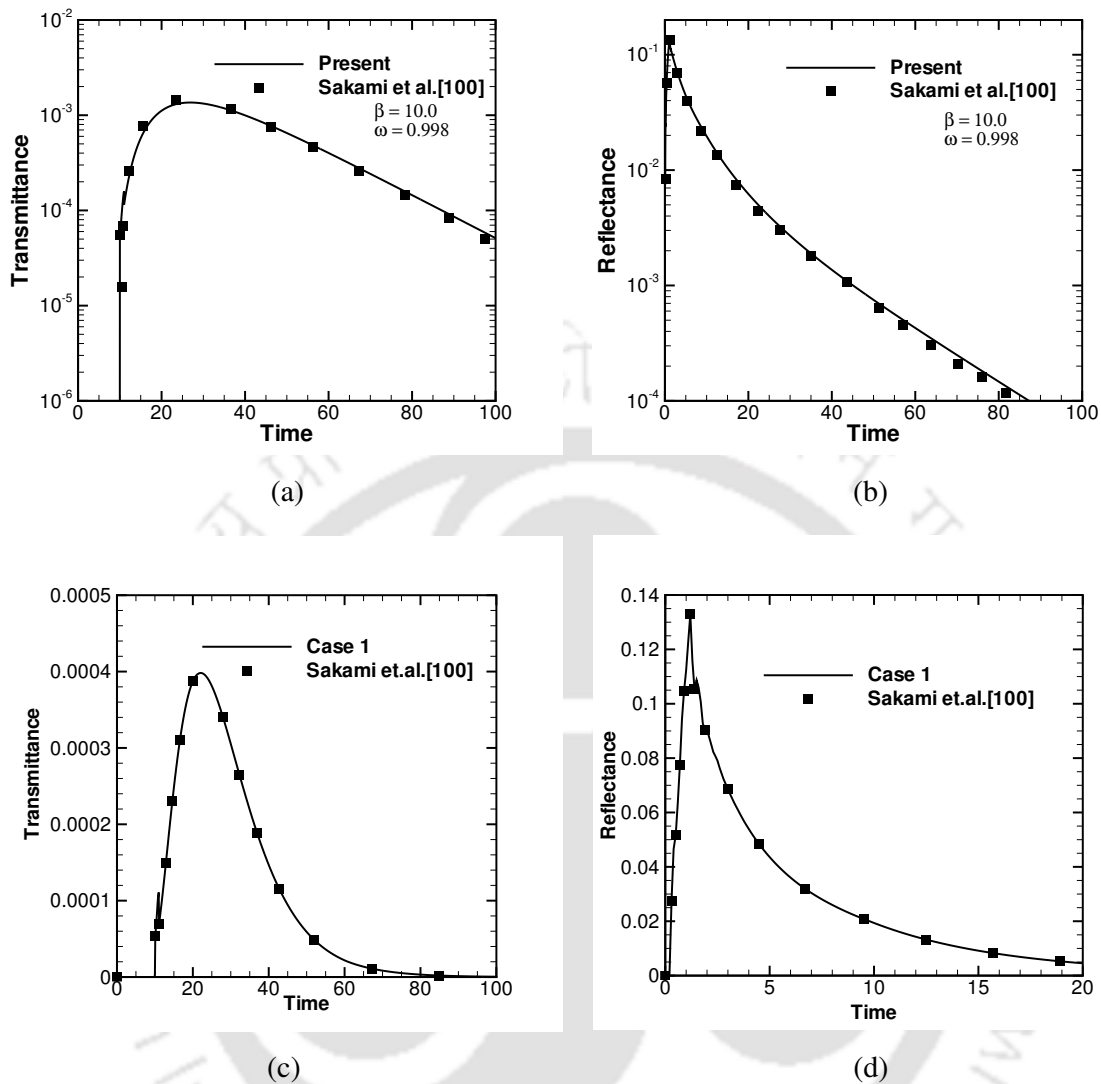 10-2
10-3
10-4
10-5
10-6
Transmittance
Present
Sakami et al.[100]
β = 10.0
ω = 0.998
0 20 40 60 80 100
Time
(a)
10-1
10-2
10-3
10-4
Reflectance
Present
Sakami et al.[100]
β = 10.0
ω = 0.998
0 20 40 60 80 100
Time
(b)
0.0005
0.0004
0.0003
0.0002
0.0001
0
Transmittance
Case 1
Sakami et.al.[100]
0 20 40 60 80 100
Time
(c)
0.14
0.12
0.1
0.08
0.06
0.04
0.02
0
Reflectance
Case 1
Sakami et.al.[100]
0 5 10 15 20
Time
(d)